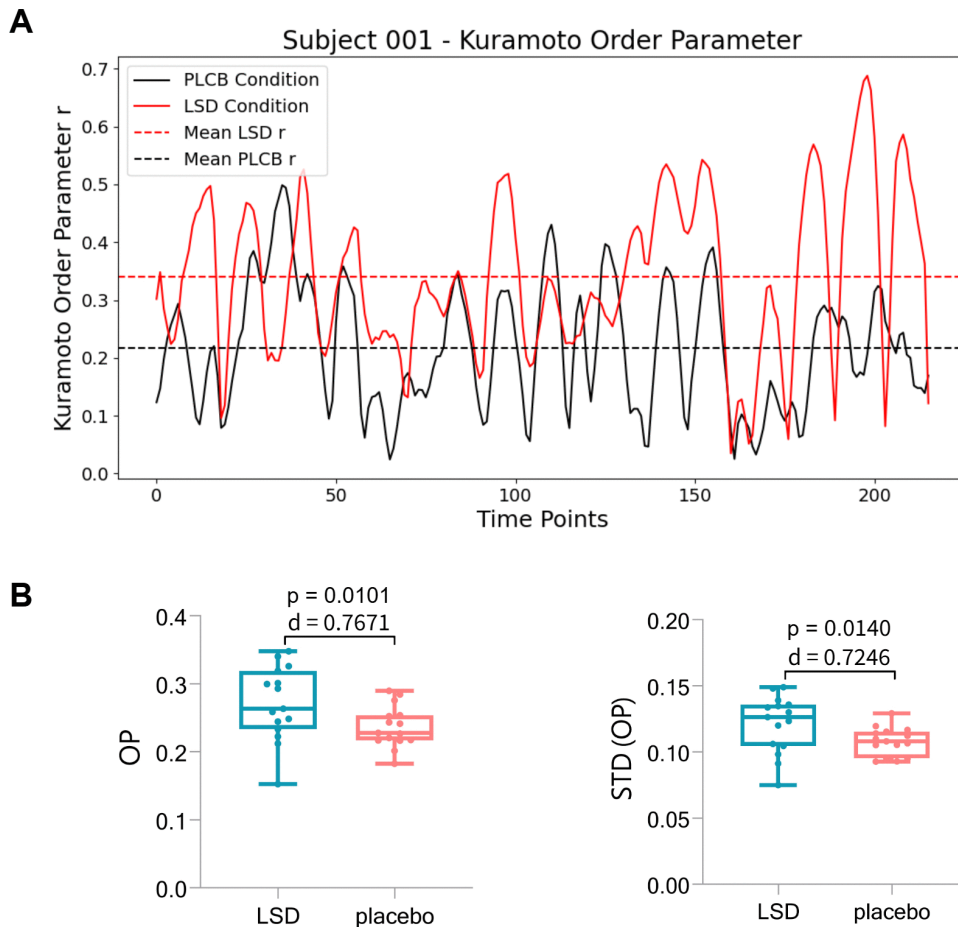 A
Subject 001 - Kuramoto Order Parameter
Kuramoto Order Parameter r
0.7
0.6
0.5
0.4
0.3
0.2
0.1
0.0
PLCB Condition
LSD Condition
Mean LSD r
Mean PLCB r
0
50
100
150
200
Time Points
B
OP
0.4
0.3
0.2
0.1
0.0
p = 0.0101
d = 0.7671
LSD
placebo
STD (OP)
0.20
0.15
0.10
0.05
0.00
p = 0.0140
d = 0.7246
LSD
placebo